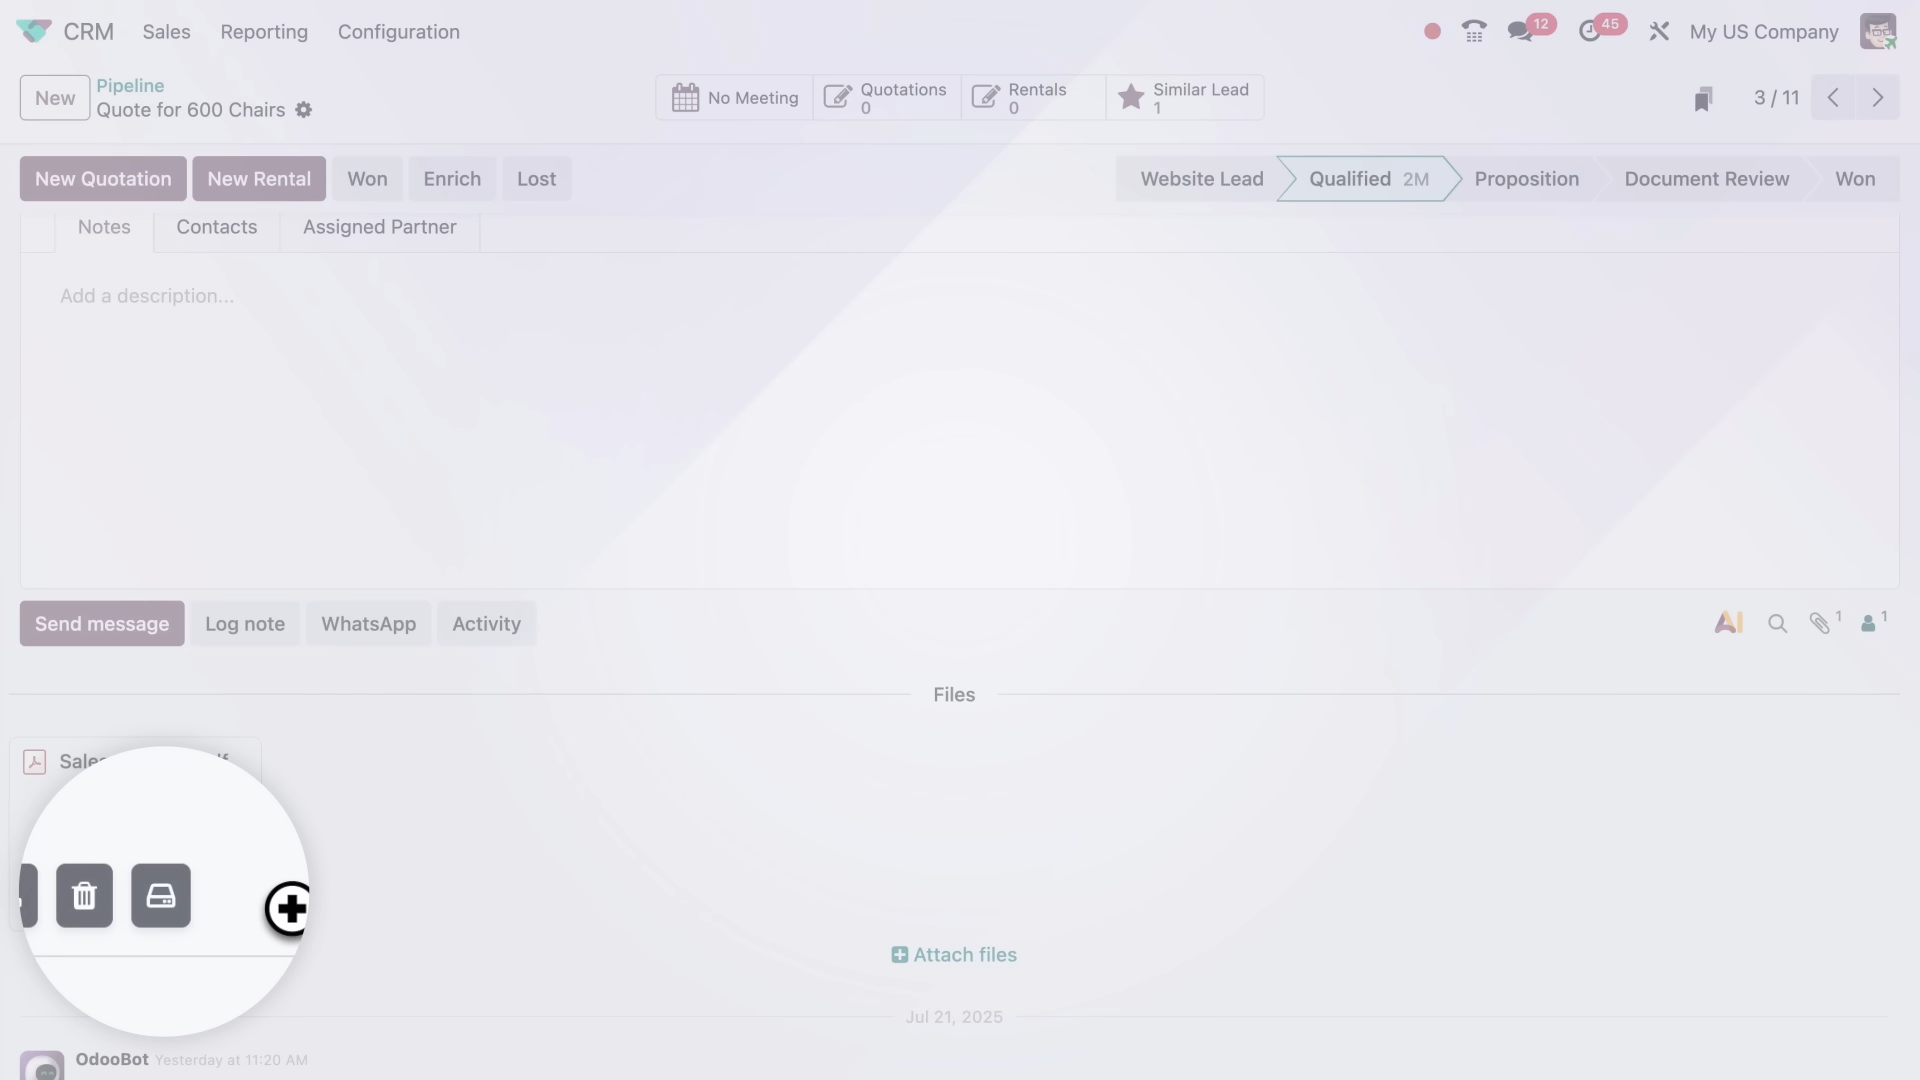 CRM Sales Reporting Configuration
12
45
My US Company
New
Pipeline
Quote for 600 Chairs
No Meeting
Quotations
0
Rentals
0
Similar Lead
1
3 / 11
New Quotation New Rental Won Enrich Lost
Website Lead Qualified 2M Proposition Document Review Won
Notes Contacts Assigned Partner
Add a description...
Send message Log note WhatsApp Activity
AI 1 1
Files
Attach files
Jul 21, 2025
OdooBot Yesterday at 11:20 AM